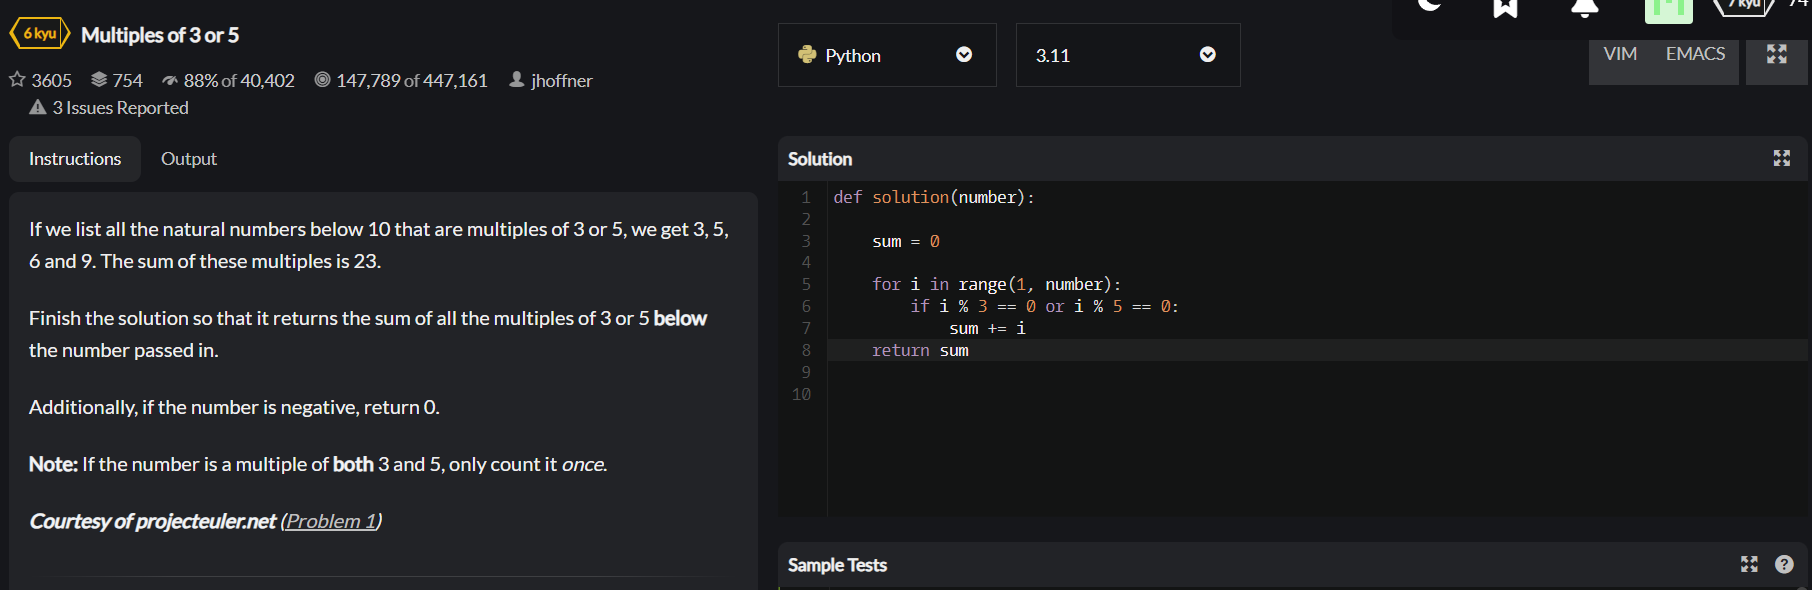 6 kyu
Multiples of 3 or 5
3605 754 88% of 40,402 147,789 of 447,161 jhoffner
3 Issues Reported
Instructions Output
If we list all the natural numbers below 10 that are multiples of 3 or 5, we get 3, 5,
6 and 9. The sum of these multiples is 23.
Finish the solution so that it returns the sum of all the multiples of 3 or 5 below
the number passed in.
Additionally, if the number is negative, return 0.
Note: If the number is a multiple of both 3 and 5, only count it once.
Courtesy of projecteuler.net (Problem 1)
7 kyu 74
Python 3.11 VIM EMACS
Solution
1 def solution(number):
2
3     sum = 0
4
5     for i in range(1, number):
6         if i % 3 == 0 or i % 5 == 0:
7             sum += i
8     return sum
9
10
Sample Tests
?